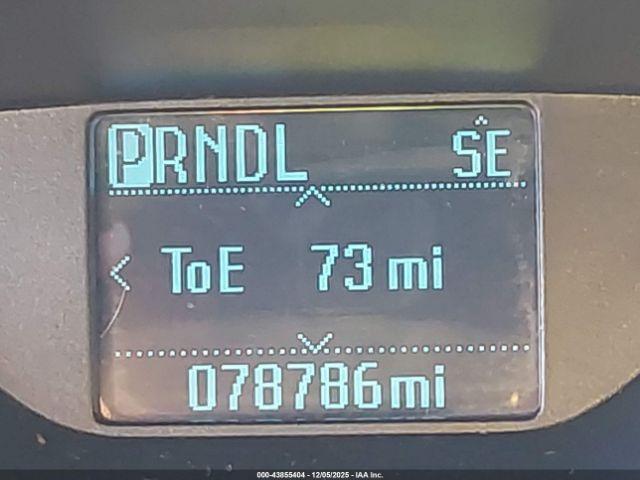 PRNDL SE
< ToE 73 mi
078786mi
000-43855404 - 12/05/2025 - IAA Inc.